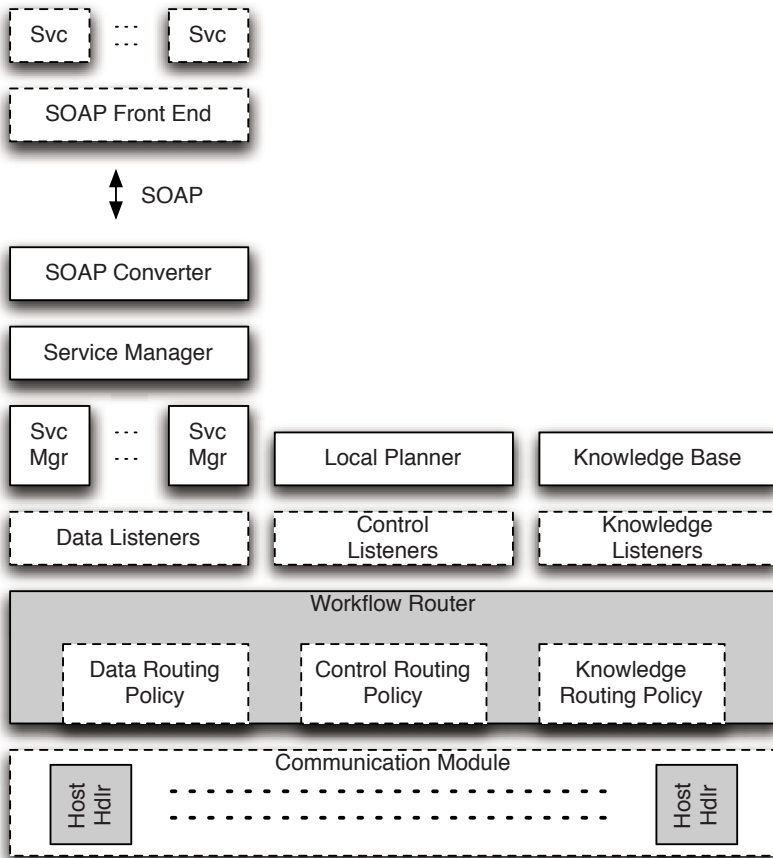 Svc ... Svc
...
SOAP Front End
SOAP
SOAP Converter
Service Manager
Svc
Mgr
...
...
Svc
Mgr
Local Planner
Knowledge Base
Data Listeners
Control
Listeners
Knowledge
Listeners
Workflow Router
Data Routing
Policy
Control Routing
Policy
Knowledge
Routing Policy
Communication Module
Host
Hdlr
Host
Hdlr